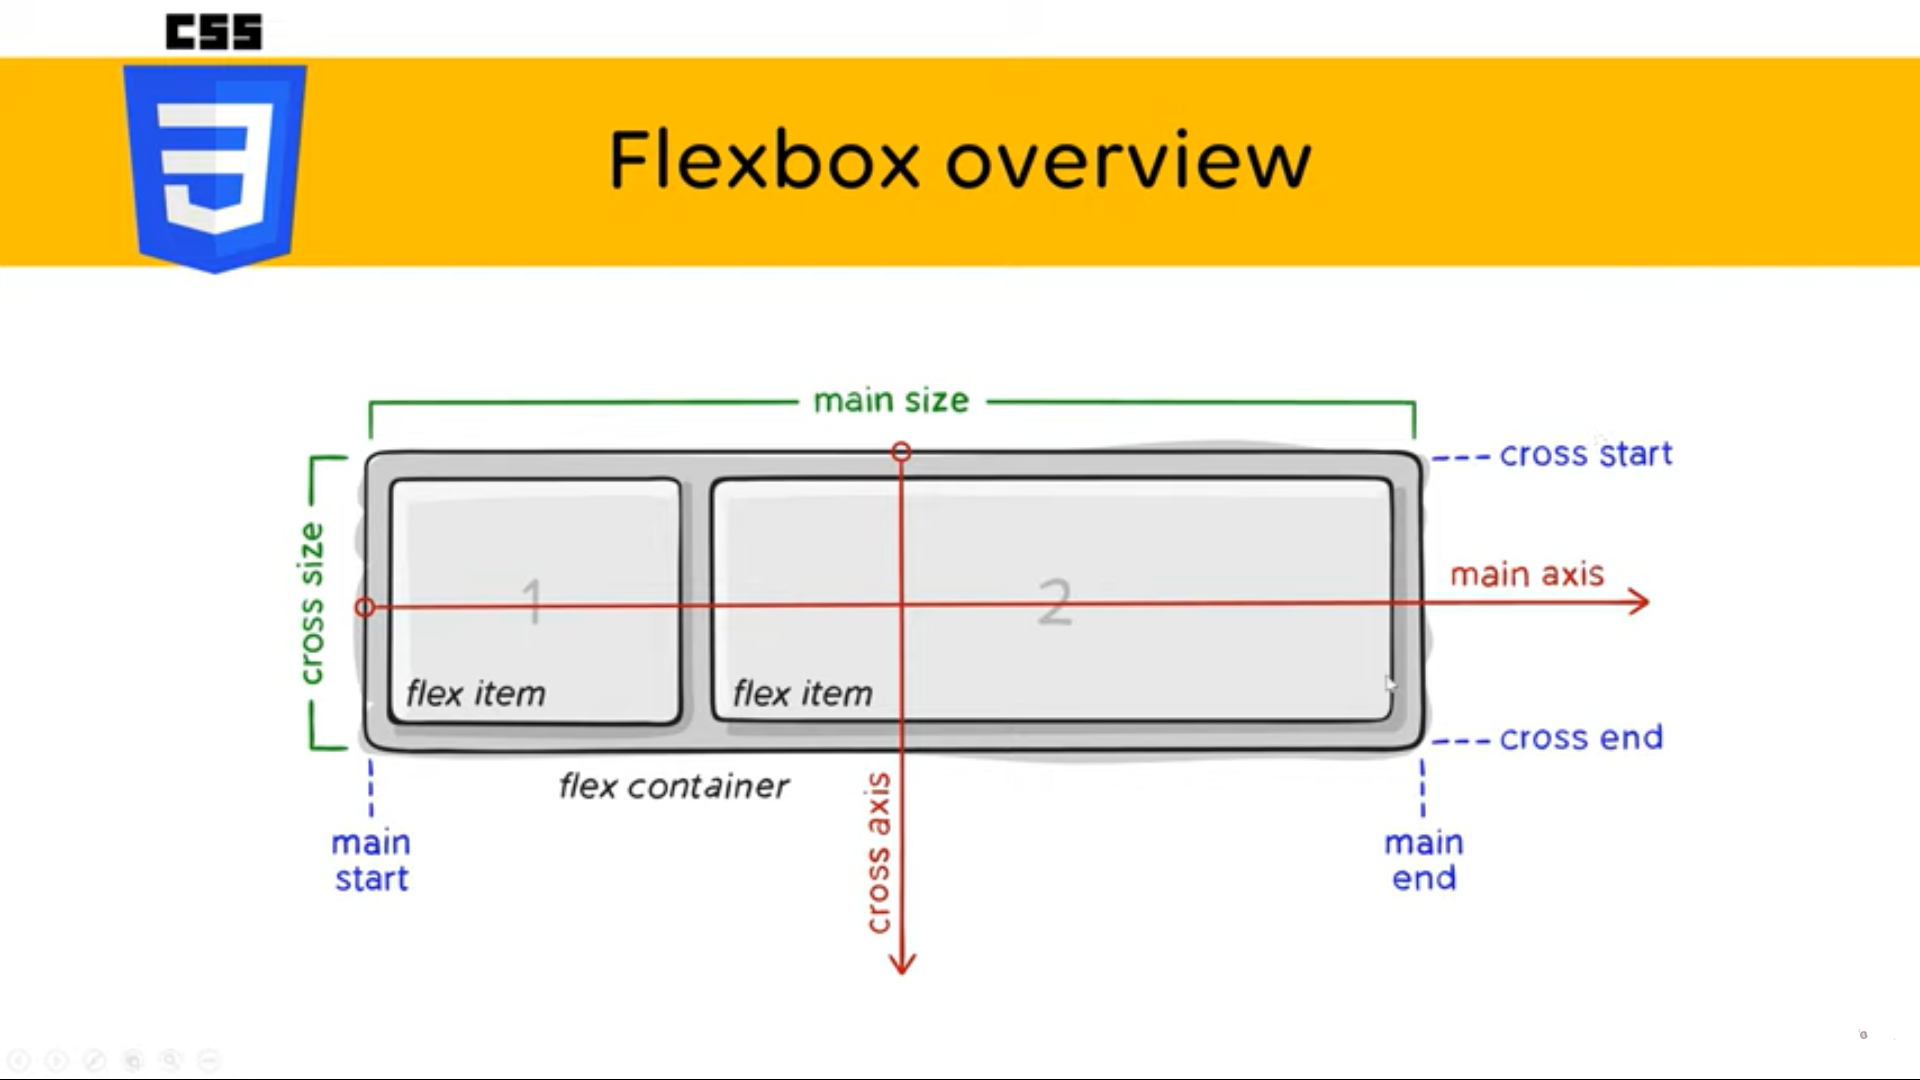 CSS
3
Flexbox overview
main size
cross start
cross size
main axis
1
2
flex item
flex item
cross end
flex container
cross axis
main
start
main
end